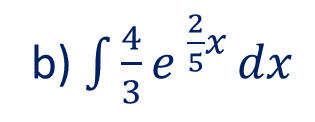 b) ∫ 4/3 e^(2/5 x) dx